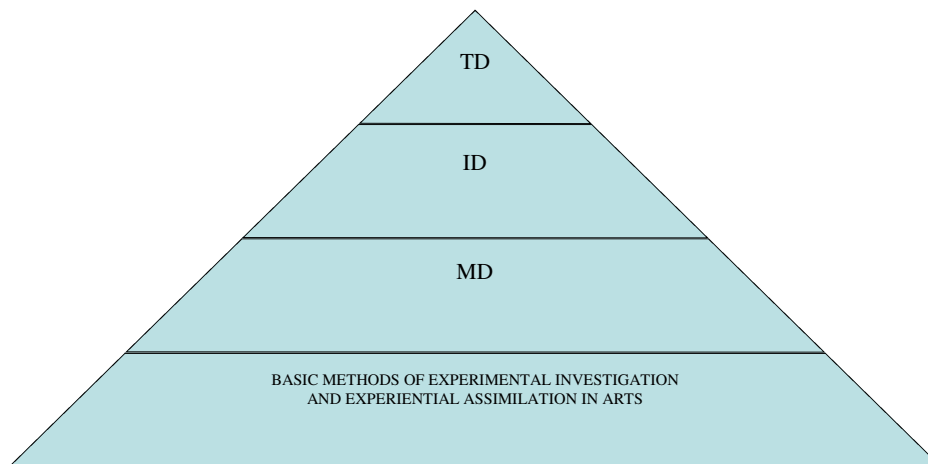 TD
ID
MD
BASIC METHODS OF EXPERIMENTAL INVESTIGATION
AND EXPERIENTIAL ASSIMILATION IN ARTS